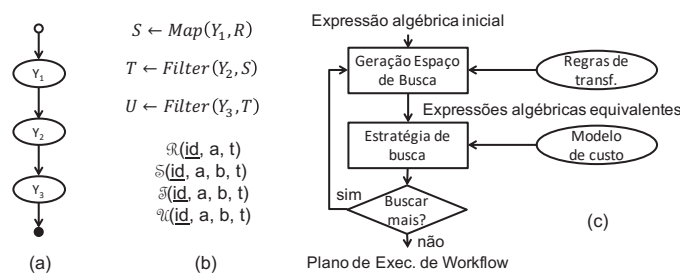 Y1
Y2
Y3
(a)
S ← Map(Y1, R)
T ← Filter(Y2, S)
U ← Filter(Y3, T)
ℛ(id, a, t)
𝒮(id, a, b, t)
𝒯(id, a, b, t)
𝒰(id, a, b, t)
(b)
Expressão algébrica inicial
Geração Espaço
de Busca
Regras de
transf.
Expressões algébricas equivalentes
Estratégia de
busca
Modelo
de custo
sim
Buscar
mais?
não
(c)
Plano de Exec. de Workflow